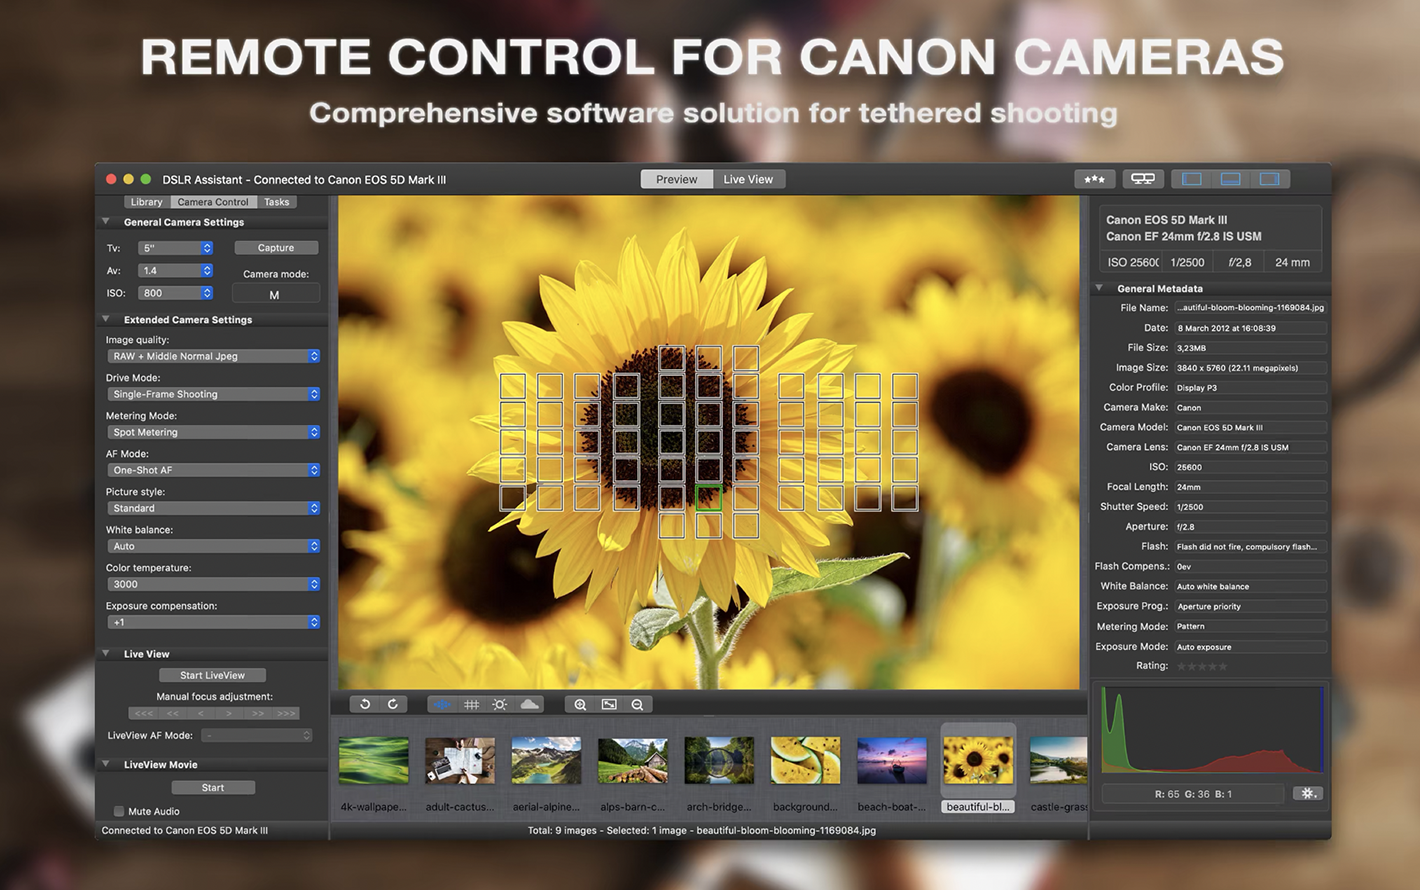 REMOTE CONTROL FOR CANON CAMERAS
Comprehensive software solution for tethered shooting
DSLR Assistant - Connected to Canon EOS 5D Mark III
Preview
Live View
Library
Camera Control
Tasks
General Camera Settings
Tv:
5"
Capture
Av:
1.4
Camera mode:
ISO:
800
M
Extended Camera Settings
Image quality:
RAW + Middle Normal Jpeg
Drive Mode:
Single-Frame Shooting
Metering Mode:
Spot Metering
AF Mode:
One-Shot AF
Picture style:
Standard
White balance:
Auto
Color temperature:
3000
Exposure compensation:
+1
Live View
Start LiveView
Manual focus adjustment:
<<< << < > >> >>>
LiveView AF Mode:
-
LiveView Movie
Start
Mute Audio
Connected to Canon EOS 5D Mark III
4k-wallpape...
adult-cactus...
aerial-alpine...
alps-barn-c...
arch-bridge...
background...
beach-boat-...
beautiful-bl...
castle-grass
Total: 9 images - Selected: 1 image - beautiful-bloom-blooming-1169084.jpg
Canon EOS 5D Mark III
Canon EF 24mm f/2.8 IS USM
ISO 25600
1/2500
f/2,8
24 mm
General Metadata
File Name: ...autiful-bloom-blooming-1169084.jpg
Date: 8 March 2012 at 16:08:39
File Size: 3,23MB
Image Size: 3840 x 5760 (22.11 megapixels)
Color Profile: Display P3
Camera Make: Canon
Camera Model: Canon EOS 5D Mark III
Camera Lens: Canon EF 24mm f/2.8 IS USM
ISO: 25600
Focal Length: 24mm
Shutter Speed: 1/2500
Aperture: f/2.8
Flash: Flash did not fire, compulsory flash...
Flash Compens.: 0ev
White Balance: Auto white balance
Exposure Prog.: Aperture priority
Metering Mode: Pattern
Exposure Mode: Auto exposure
Rating:
R: 65 G: 36 B: 1